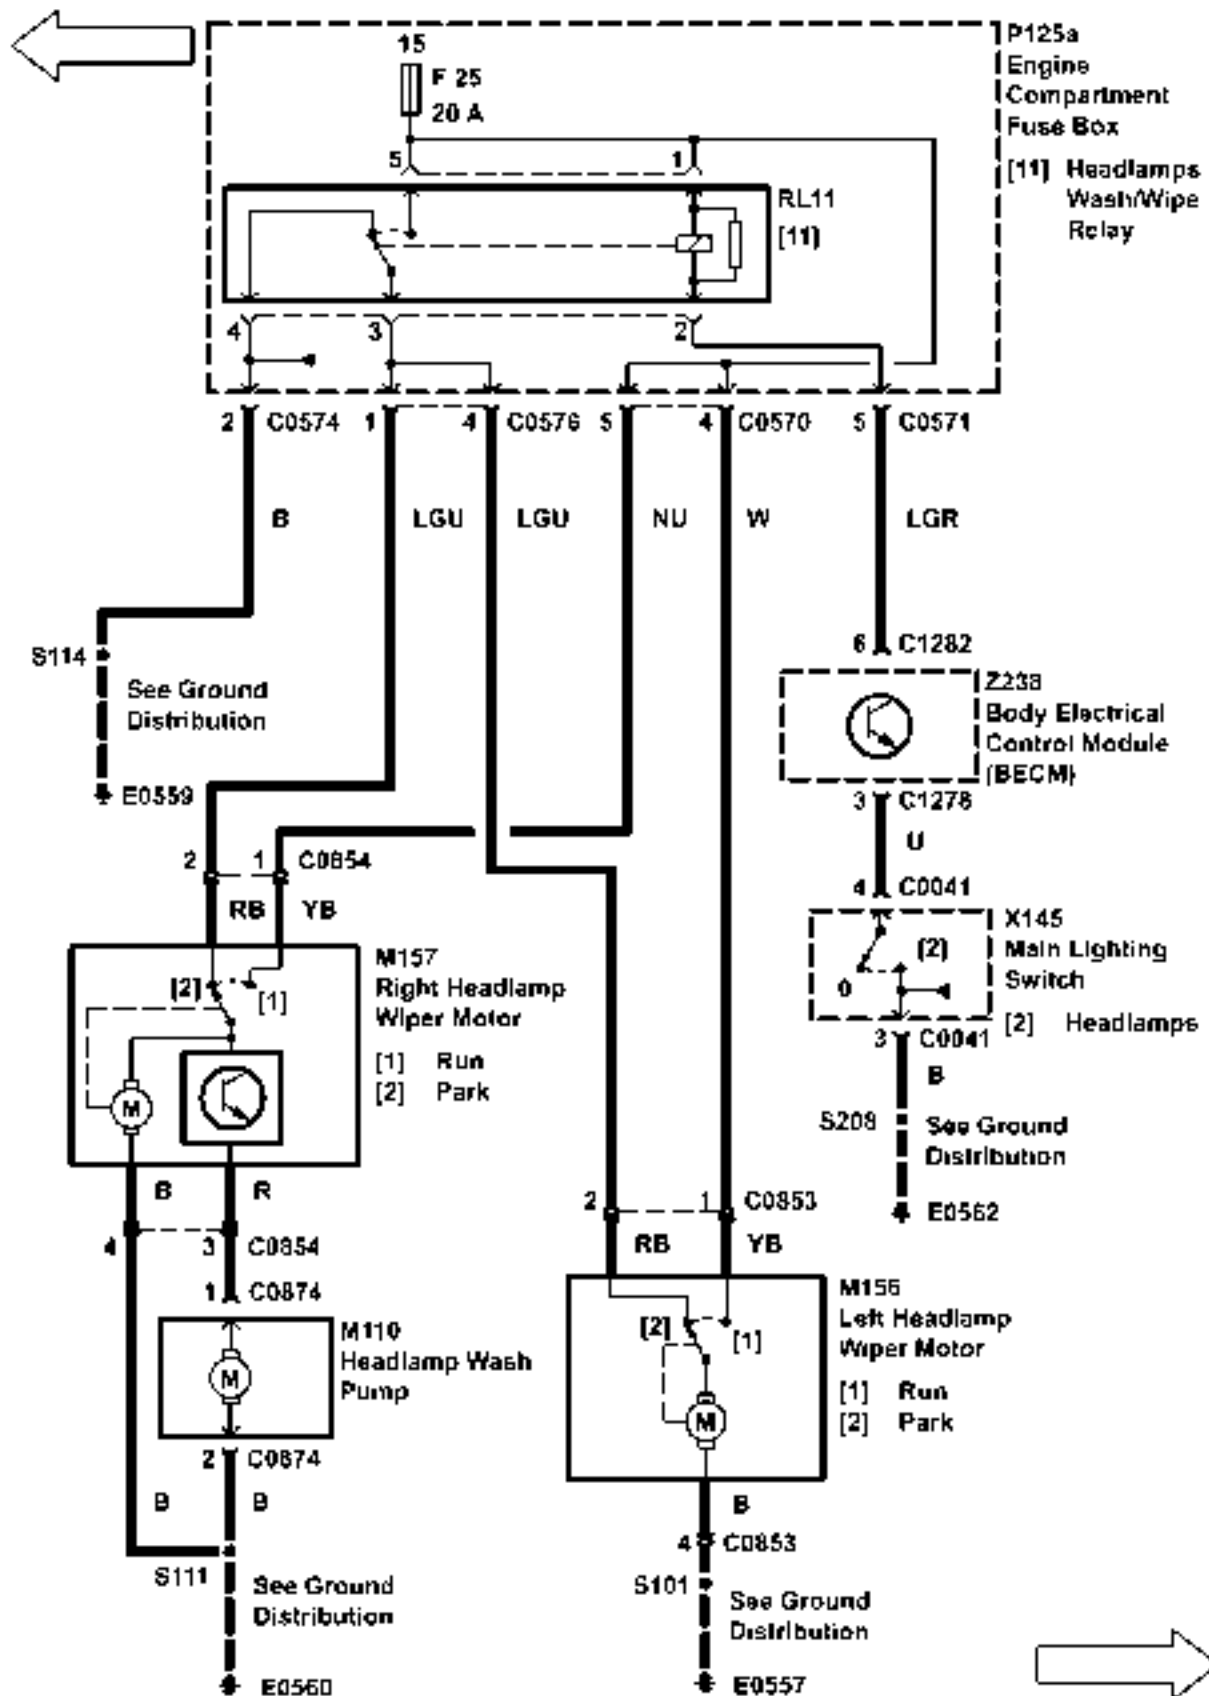 15
F 25
20 A
P125a
Engine
Compartment
Fuse Box
[11] Headlamps
Wash/Wipe
Relay
5 1
RL11
[11]
4 3 2
2 C0574 1 4 C0576 5 4 C0570 5 C0571
B LGU LGU NU W LGR
S114
See Ground
Distribution
E0559
6 C1282
Z238
Body Electrical
Control Module
(BECM)
3 C1278
U
4 C0041
X145
Main Lighting
Switch
[2] Headlamps
0 [2]
3 C0041
B
S208
See Ground
Distribution
E0562
2 1 C0854
RB YB
M157
Right Headlamp
Wiper Motor
[1] Run
[2] Park
[2] [1]
M
B R
4 3 C0854
1 C0874
M110
Headlamp Wash
Pump
M
2 C0874
B B
S111
See Ground
Distribution
E0560
2 1 C0853
RB YB
M156
Left Headlamp
Wiper Motor
[1] Run
[2] Park
[2] [1]
M
B
4 C0853
S101
See Ground
Distribution
E0557